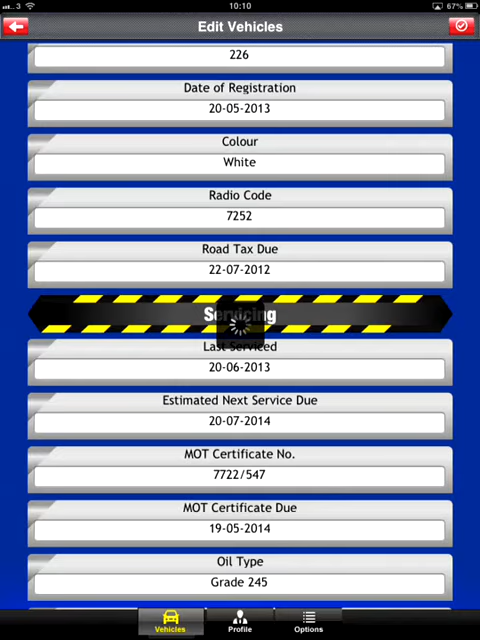 ..3
10:10
67%
Edit Vehicles
226
Date of Registration
20-05-2013
Colour
White
Radio Code
7252
Road Tax Due
22-07-2012
Servicing
Last Serviced
20-06-2013
Estimated Next Service Due
20-07-2014
MOT Certificate No.
7722/547
MOT Certificate Due
19-05-2014
Oil Type
Grade 245
Vehicles
Profile
Options